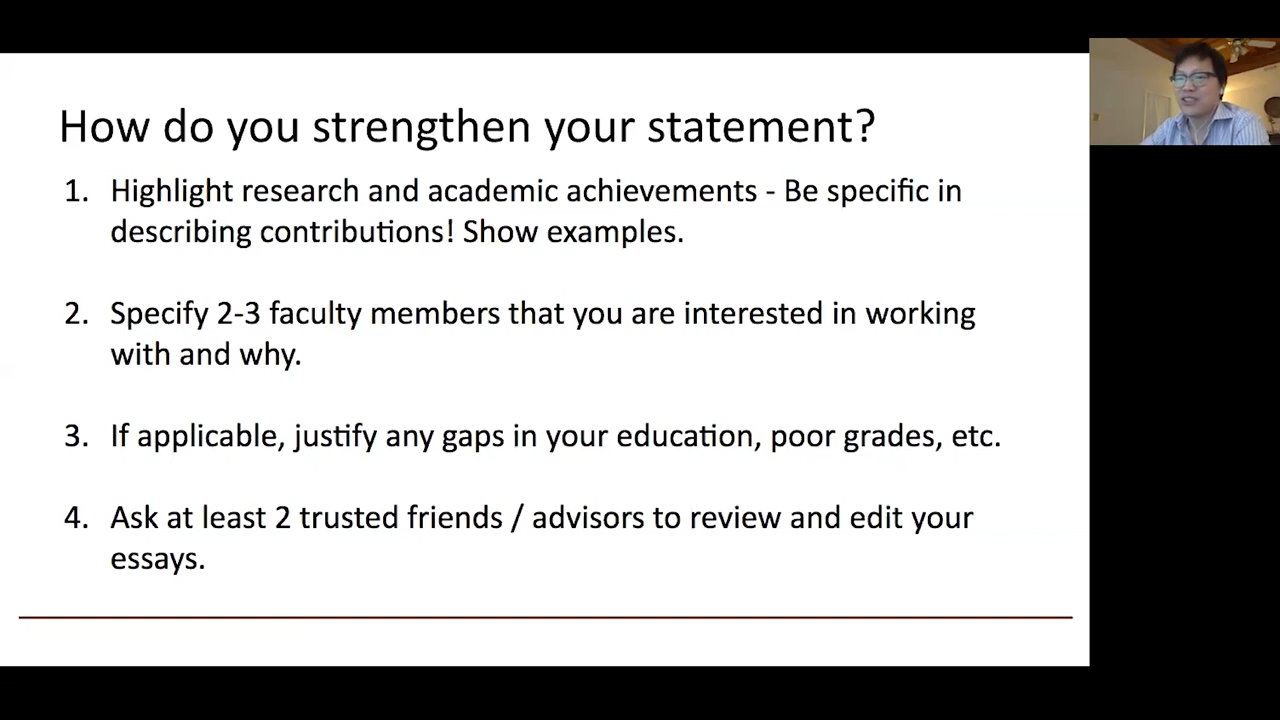 How do you strengthen your statement?
1. Highlight research and academic achievements - Be specific in
describing contributions! Show examples.
2. Specify 2-3 faculty members that you are interested in working
with and why.
3. If applicable, justify any gaps in your education, poor grades, etc.
4. Ask at least 2 trusted friends / advisors to review and edit your
essays.